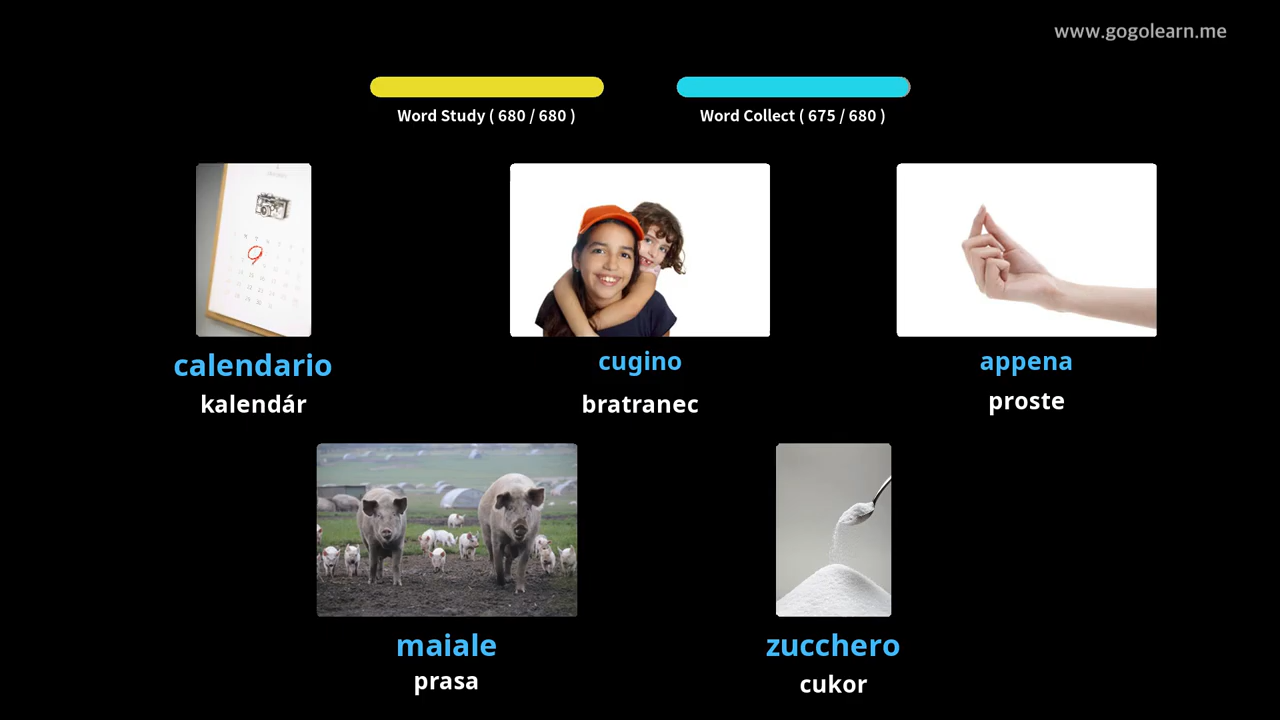 www.gogolearn.me
Word Study ( 680 / 680 )
Word Collect ( 675 / 680 )
calendario
kalendár
cugino
bratranec
appena
proste
maiale
prasa
zucchero
cukor